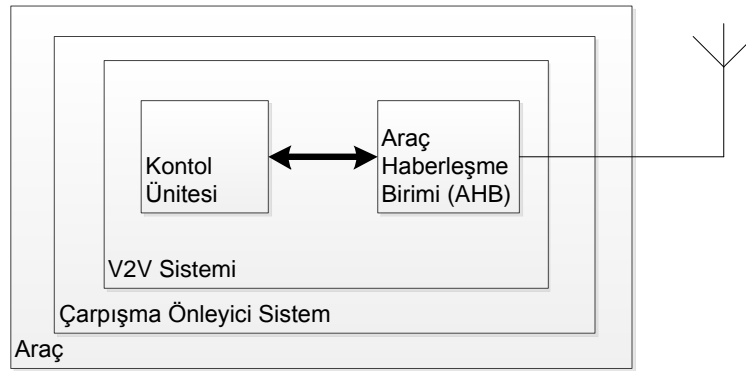 Kontol
Ünitesi
Araç
Haberleşme
Birimi (AHB)
V2V Sistemi
Çarpışma Önleyici Sistem
Araç